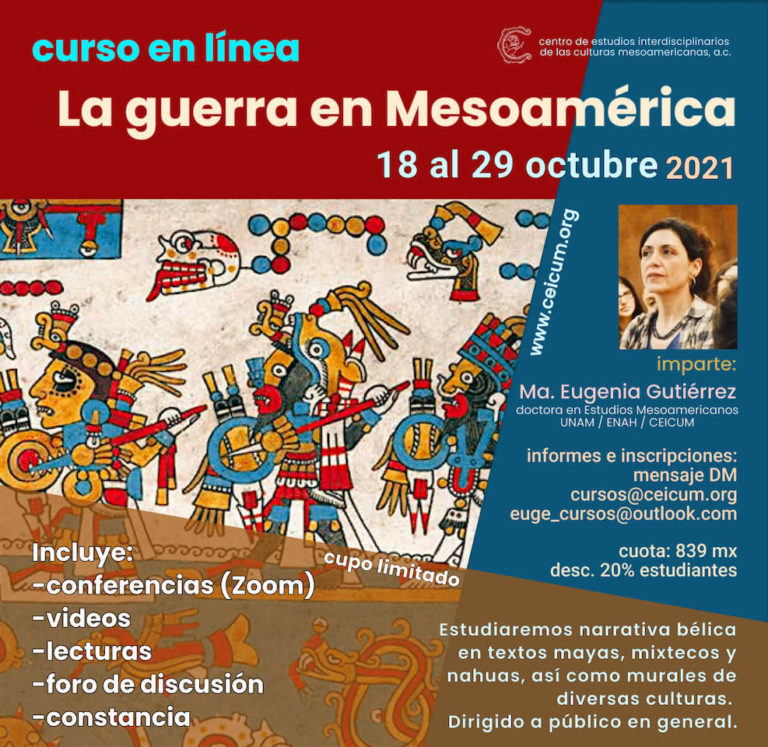 curso en línea
centro de estudios interdisciplinarios
de las culturas mesoamericanas, a.c.
La guerra en Mesoamérica
18 al 29 octubre 2021
www.ceicum.org
imparte:
Ma. Eugenia Gutiérrez
doctora en Estudios Mesoamericanos
UNAM / ENAH / CEICUM
informes e inscripciones:
mensaje DM
cursos@ceicum.org
euge_cursos@outlook.com
cuota: 839 mx
desc. 20% estudiantes
cupo limitado
Incluye:
-conferencias (Zoom)
-videos
-lecturas
-foro de discusión
-constancia
Estudiaremos narrativa bélica
en textos mayas, mixtecos y
nahuas, así como murales de
diversas culturas.
Dirigido a público en general.